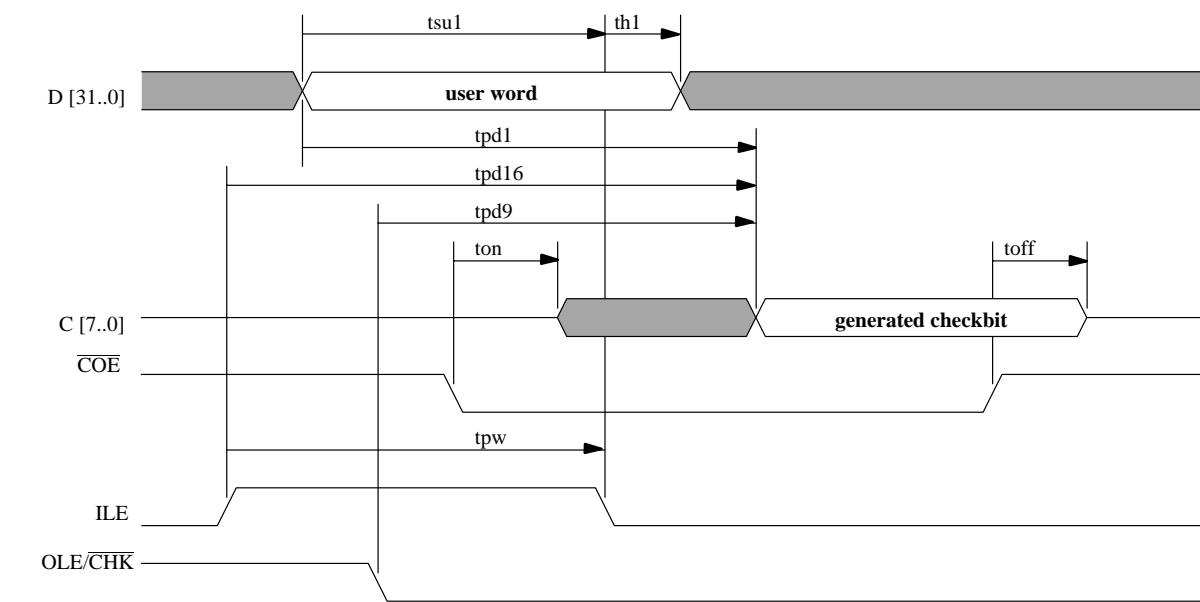 tsu1 th1
D [31..0] user word
tpd1
tpd16
tpd9
ton toff
C [7..0] generated checkbit
COE
tpw
ILE
OLE/CHK